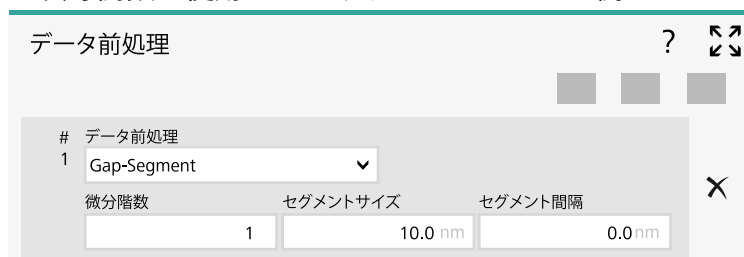 データ前処理 ?
# データ前処理
1 Gap-Segment
微分階数 セグメントサイズ セグメント間隔
1 10.0 nm 0.0 nm